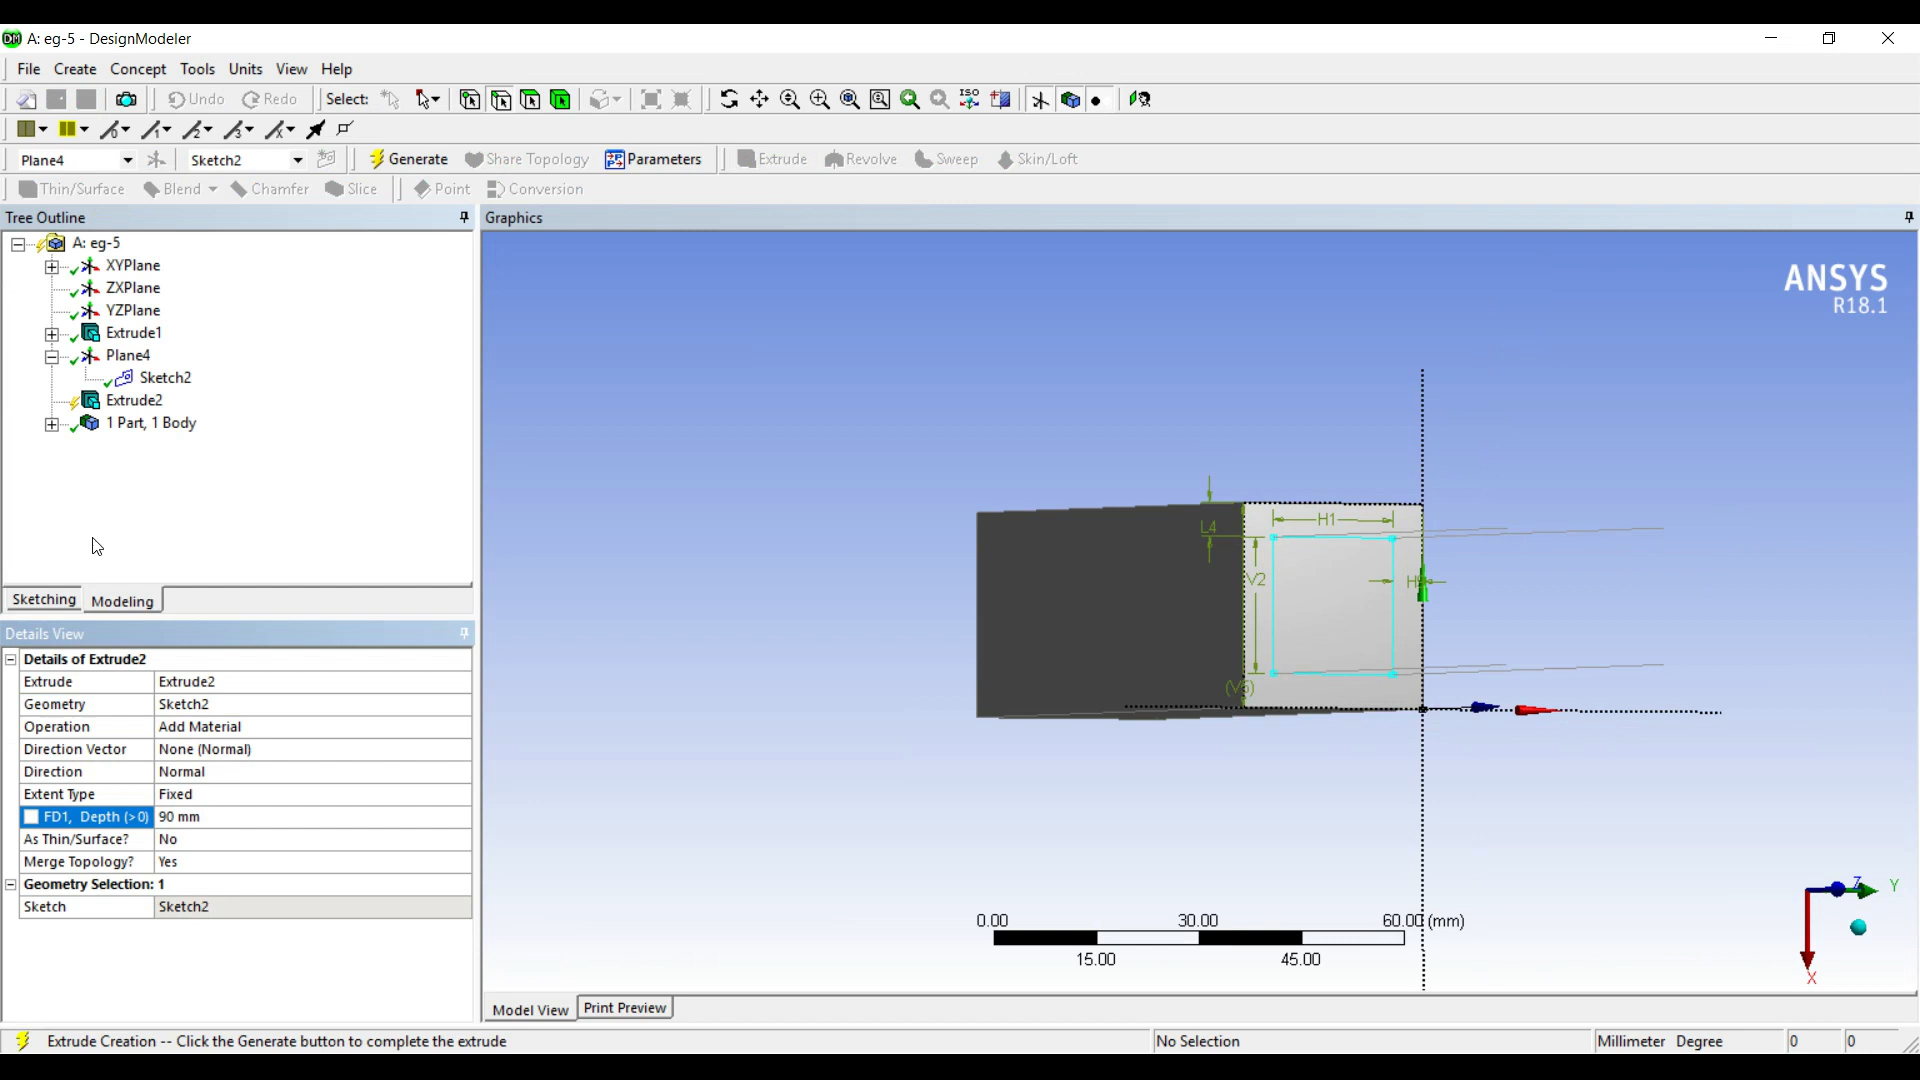 A: eg-5 - DesignModeler
File Create Concept Tools Units View Help
Undo Redo Select: ISO
0 1 2 3 x
Plane4 Sketch2 Generate Share Topology Parameters Extrude Revolve Sweep Skin/Loft
Thin/Surface Blend Chamfer Slice Point Conversion
Tree Outline
A: eg-5
XYPlane
ZXPlane
YZPlane
Extrude1
Plane4
Sketch2
Extrude2
1 Part, 1 Body
Sketching Modeling
Details View
Details of Extrude2
Extrude Extrude2
Geometry Sketch2
Operation Add Material
Direction Vector None (Normal)
Direction Normal
Extent Type Fixed
FD1, Depth (>0) 90 mm
As Thin/Surface? No
Merge Topology? Yes
Geometry Selection: 1
Sketch Sketch2
Graphics
ANSYS
R18.1
H1
L4
V2
(V5)
0.00 30.00 60.00 (mm)
15.00 45.00
Z Y
X
Model View Print Preview
Extrude Creation -- Click the Generate button to complete the extrude No Selection Millimeter Degree 0 0